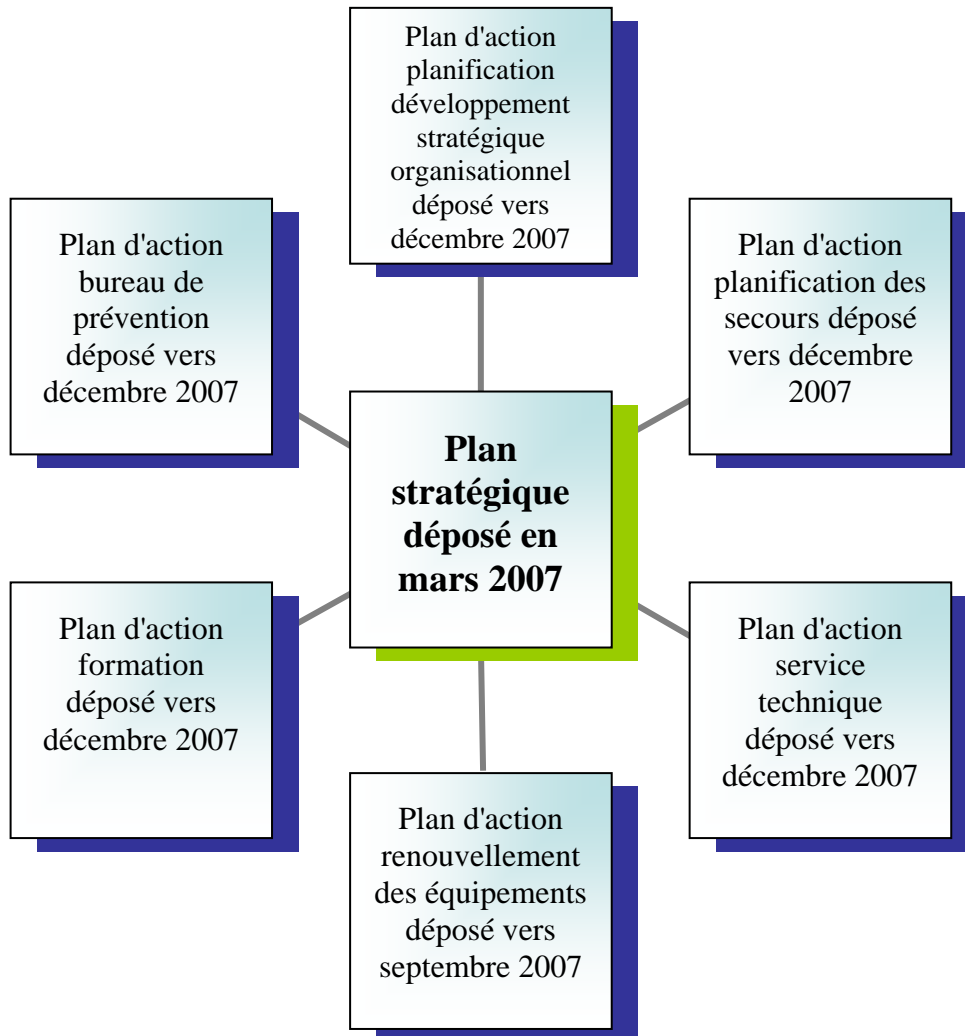 Plan d'action
planification
développement
stratégique
organisationnel
déposé vers
décembre 2007
Plan d'action
bureau de
prévention
déposé vers
décembre 2007
Plan d'action
planification des
secours déposé
vers décembre
2007
Plan
stratégique
déposé en
mars 2007
Plan d'action
formation
déposé vers
décembre 2007
Plan d'action
service
technique
déposé vers
décembre 2007
Plan d'action
renouvellement
des équipements
déposé vers
septembre 2007